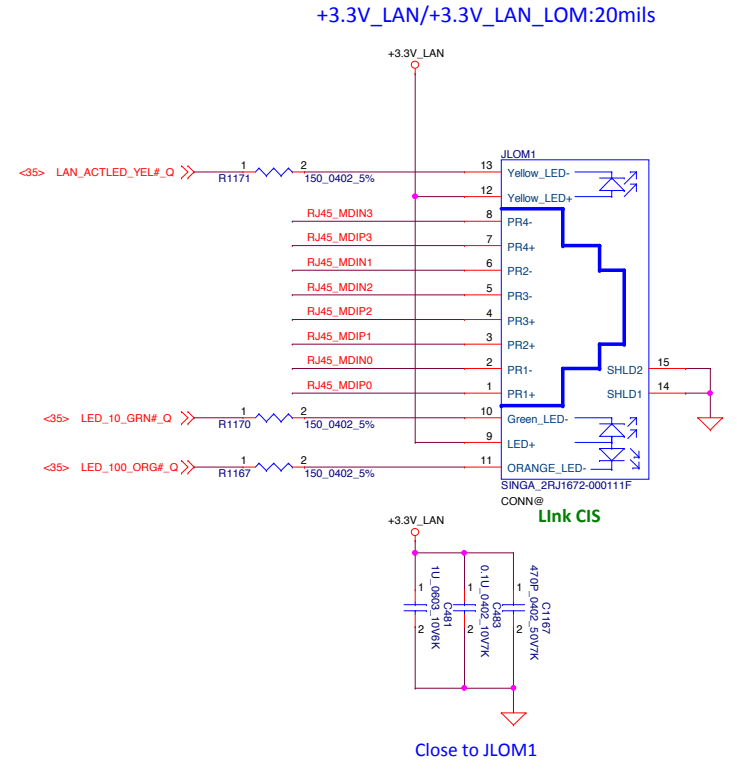 +3.3V_LAN/+3.3V_LAN_LOM:20mils
+3.3V_LAN
JLOM1
<35> LAN_ACTLED_YEL#_Q 1 R1171 2 150_0402_5% 13 Yellow_LED-
12 Yellow_LED+
RJ45_MDIN3 8 PR4-
RJ45_MDIP3 7 PR4+
RJ45_MDIN1 6 PR2-
RJ45_MDIN2 5 PR3-
RJ45_MDIP2 4 PR3+
RJ45_MDIP1 3 PR2+
RJ45_MDIN0 2 PR1- SHLD2 15
RJ45_MDIP0 1 PR1+ SHLD1 14
<35> LED_10_GRN#_Q 1 R1170 2 150_0402_5% 10 Green_LED-
9 LED+
<35> LED_100_ORG#_Q 1 R1167 2 150_0402_5% 11 ORANGE_LED-
SINGA_2RJ1672-000111F
CONN@
LInk CIS
+3.3V_LAN
1 2 C481
1U_0603_10V6K
1 2 C483
0.1U_0402_10V7K
1 2 C1167
470P_0402_50V7K
Close to JLOM1